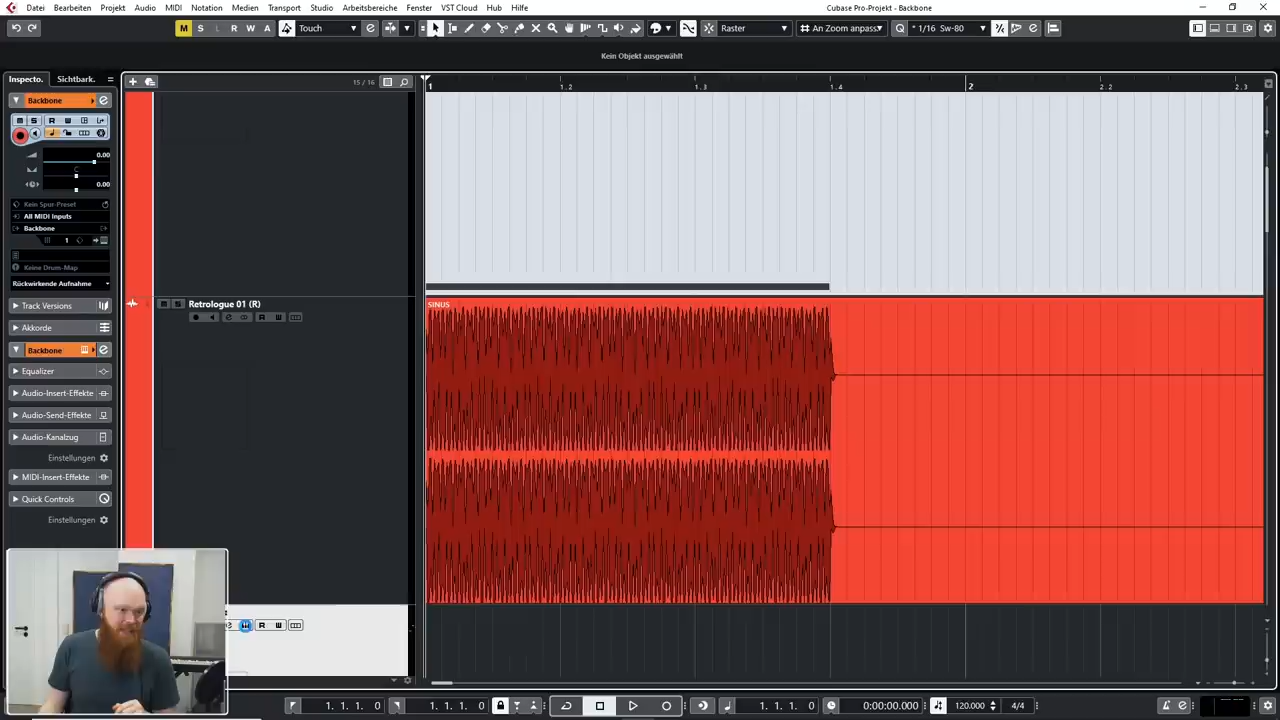 Datei Bearbeiten Projekt Audio MIDI Notation Medien Transport Studio Arbeitsbereiche Fenster VST Cloud Hub Hilfe Cubase Pro-Projekt - Backbone
M S L R W A Touch Raster An Zoom anpass. Q * 1/16 Sw-80
Kein Objekt ausgewählt
Inspecto. Sichtbark. 15 / 16 1 1.2 1.3 1.4 2 2.2 2.3
Backbone
M S R W
0.00
C
0.00
Kein Spur-Preset
All MIDI Inputs
Backbone
1
Keine Drum-Map
Rückwirkende Aufnahme
Track Versions
Retrologue 01 (R)
SINUS
R W
Akkorde
Backbone
Equalizer
Audio-Insert-Effekte
Audio-Send-Effekte
Audio-Kanalzug
Einstellungen
MIDI-Insert-Effekte
Quick Controls
Einstellungen
R W
1. 1. 1. 0 1. 1. 1. 0 1. 1. 1. 0 0:00:00.000 120.000 4/4